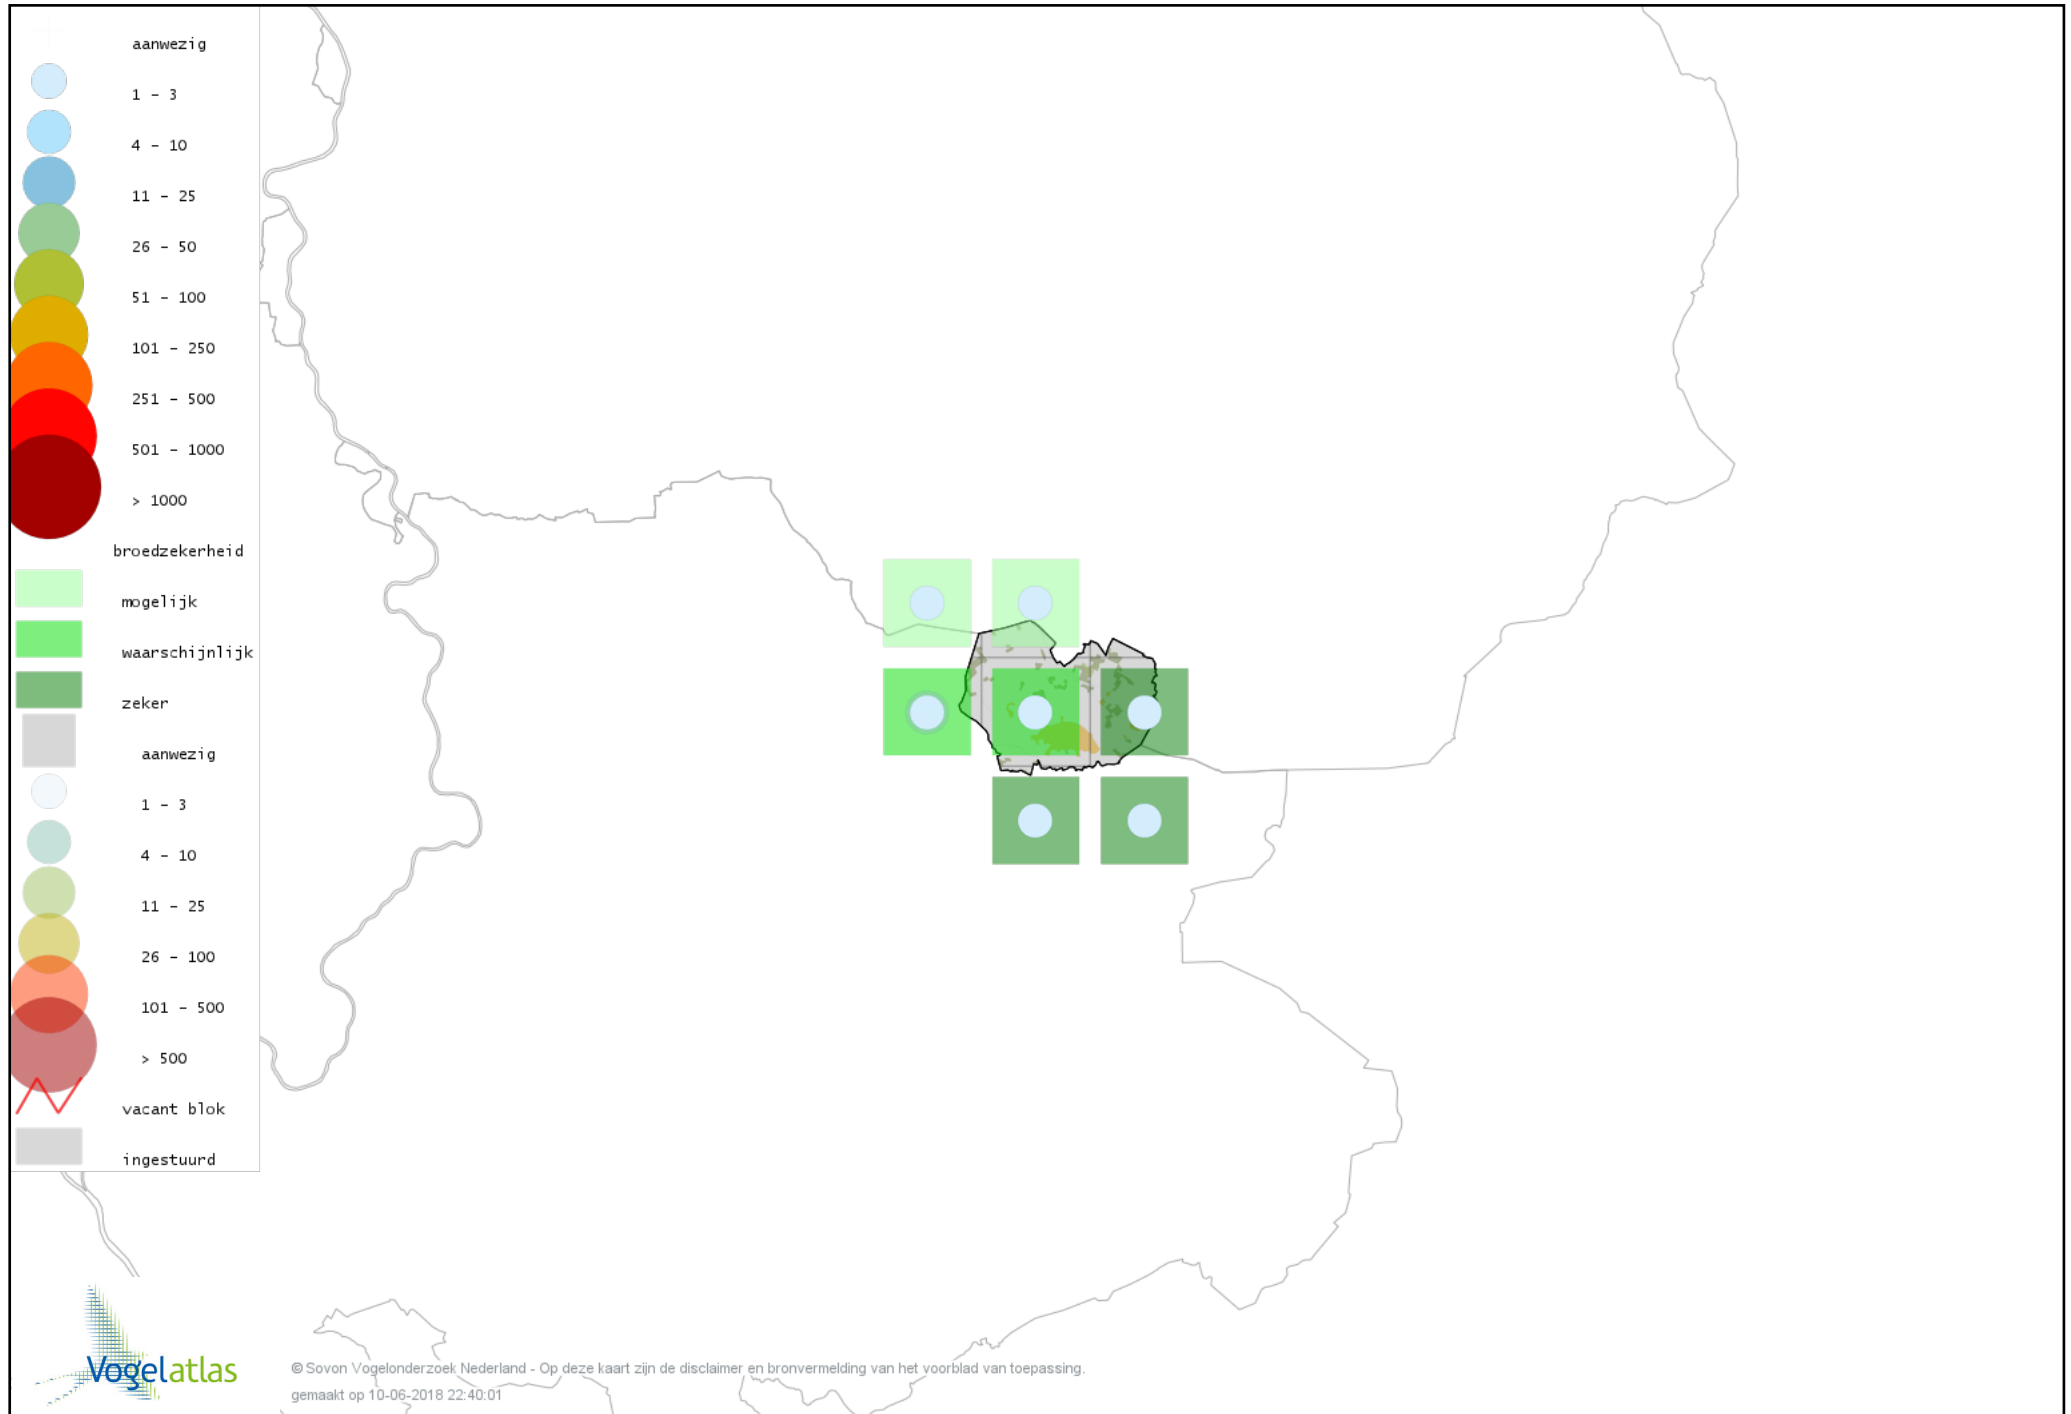 aanwezig
1 - 3
4 - 10
11 - 25
26 - 50
51 - 100
101 - 250
251 - 500
501 - 1000
> 1000
broedzekerheid
mogelijk
waarschijnlijk
zeker
aanwezig
1 - 3
4 - 10
11 - 25
26 - 100
101 - 500
> 500
vacant blok
ingestuurd
Vogelatlas
© Sovon Vogelonderzoek Nederland - Op deze kaart zijn de disclaimer en bronvermelding van het voorblad van toepassing.
gemaakt op 10-06-2018 22:40:01